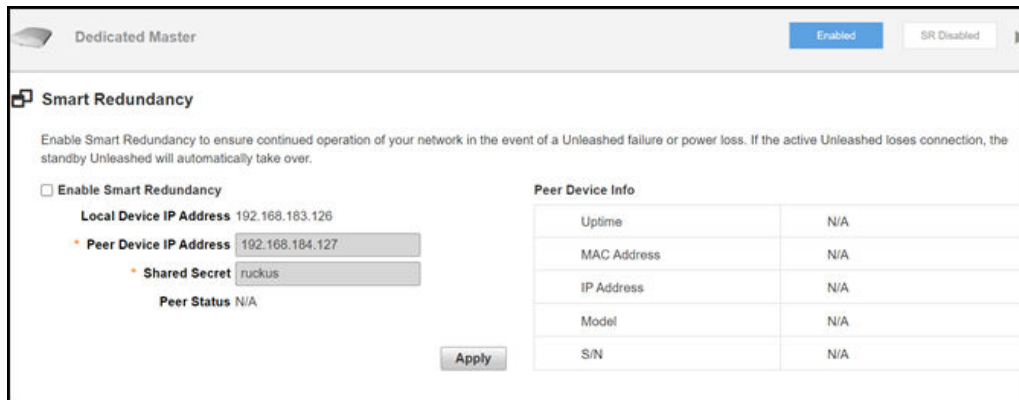 Dedicated Master
Enabled
SR Disabled
Smart Redundancy
Enable Smart Redundancy to ensure continued operation of your network in the event of a Unleashed failure or power loss. If the active Unleashed loses connection, the
standby Unleashed will automatically take over.
Enable Smart Redundancy
Local Device IP Address 192.168.183.126
* Peer Device IP Address 192.168.184.127
* Shared Secret ruckus
Peer Status N/A
Apply
Peer Device Info
Uptime N/A
MAC Address N/A
IP Address N/A
Model N/A
S/N N/A